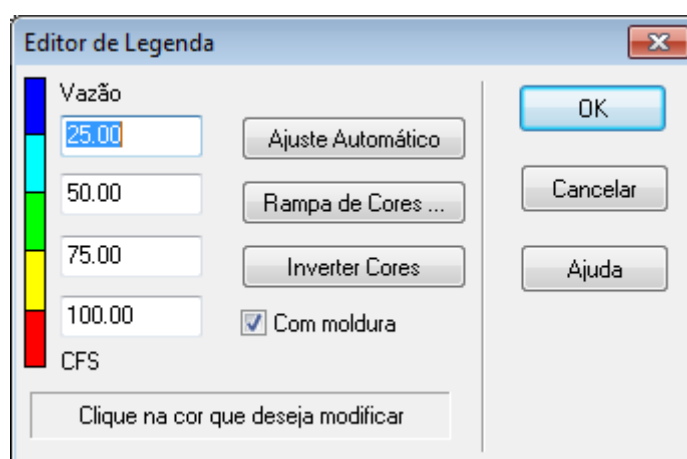 Editor de Legenda
Vazão
25.00
Ajuste Automático
OK
50.00
Rampa de Cores ...
Cancelar
75.00
Inverter Cores
Ajuda
100.00
Com moldura
CFS
Clique na cor que deseja modificar